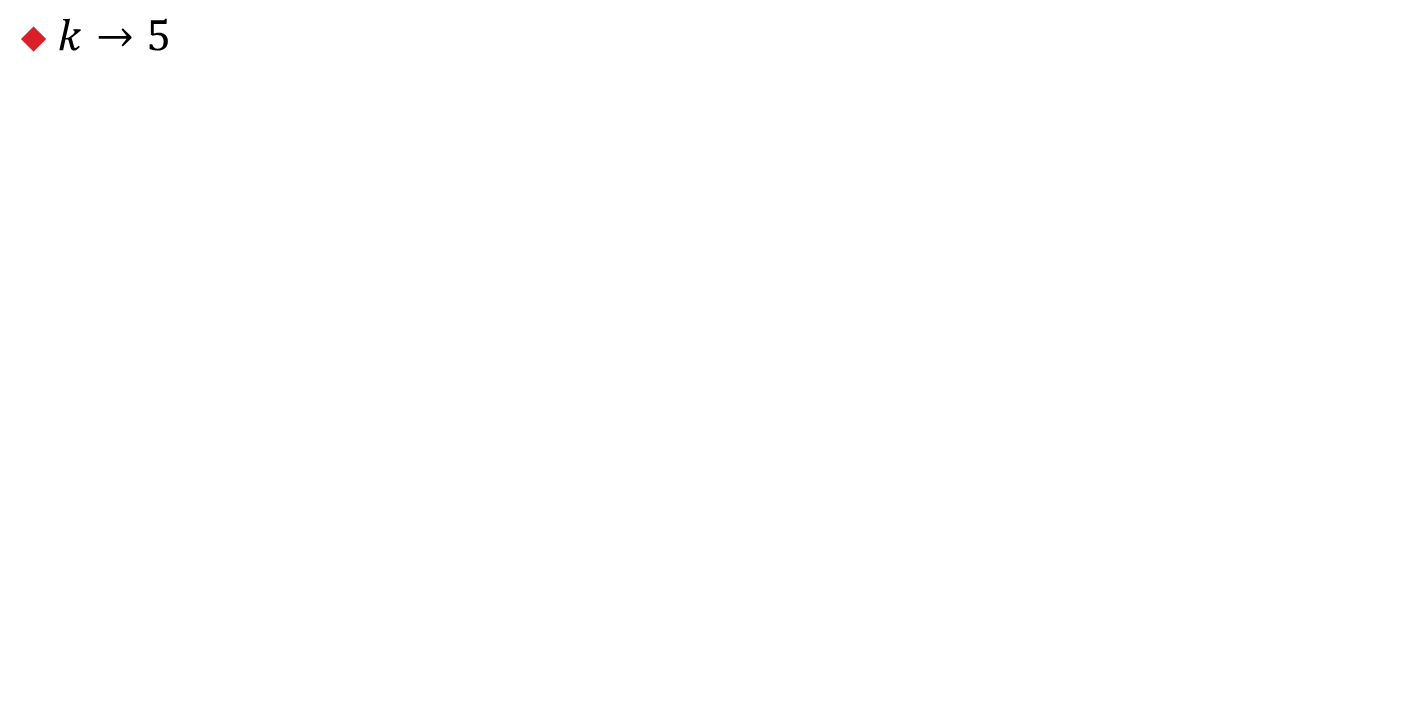 ◆ k → 5